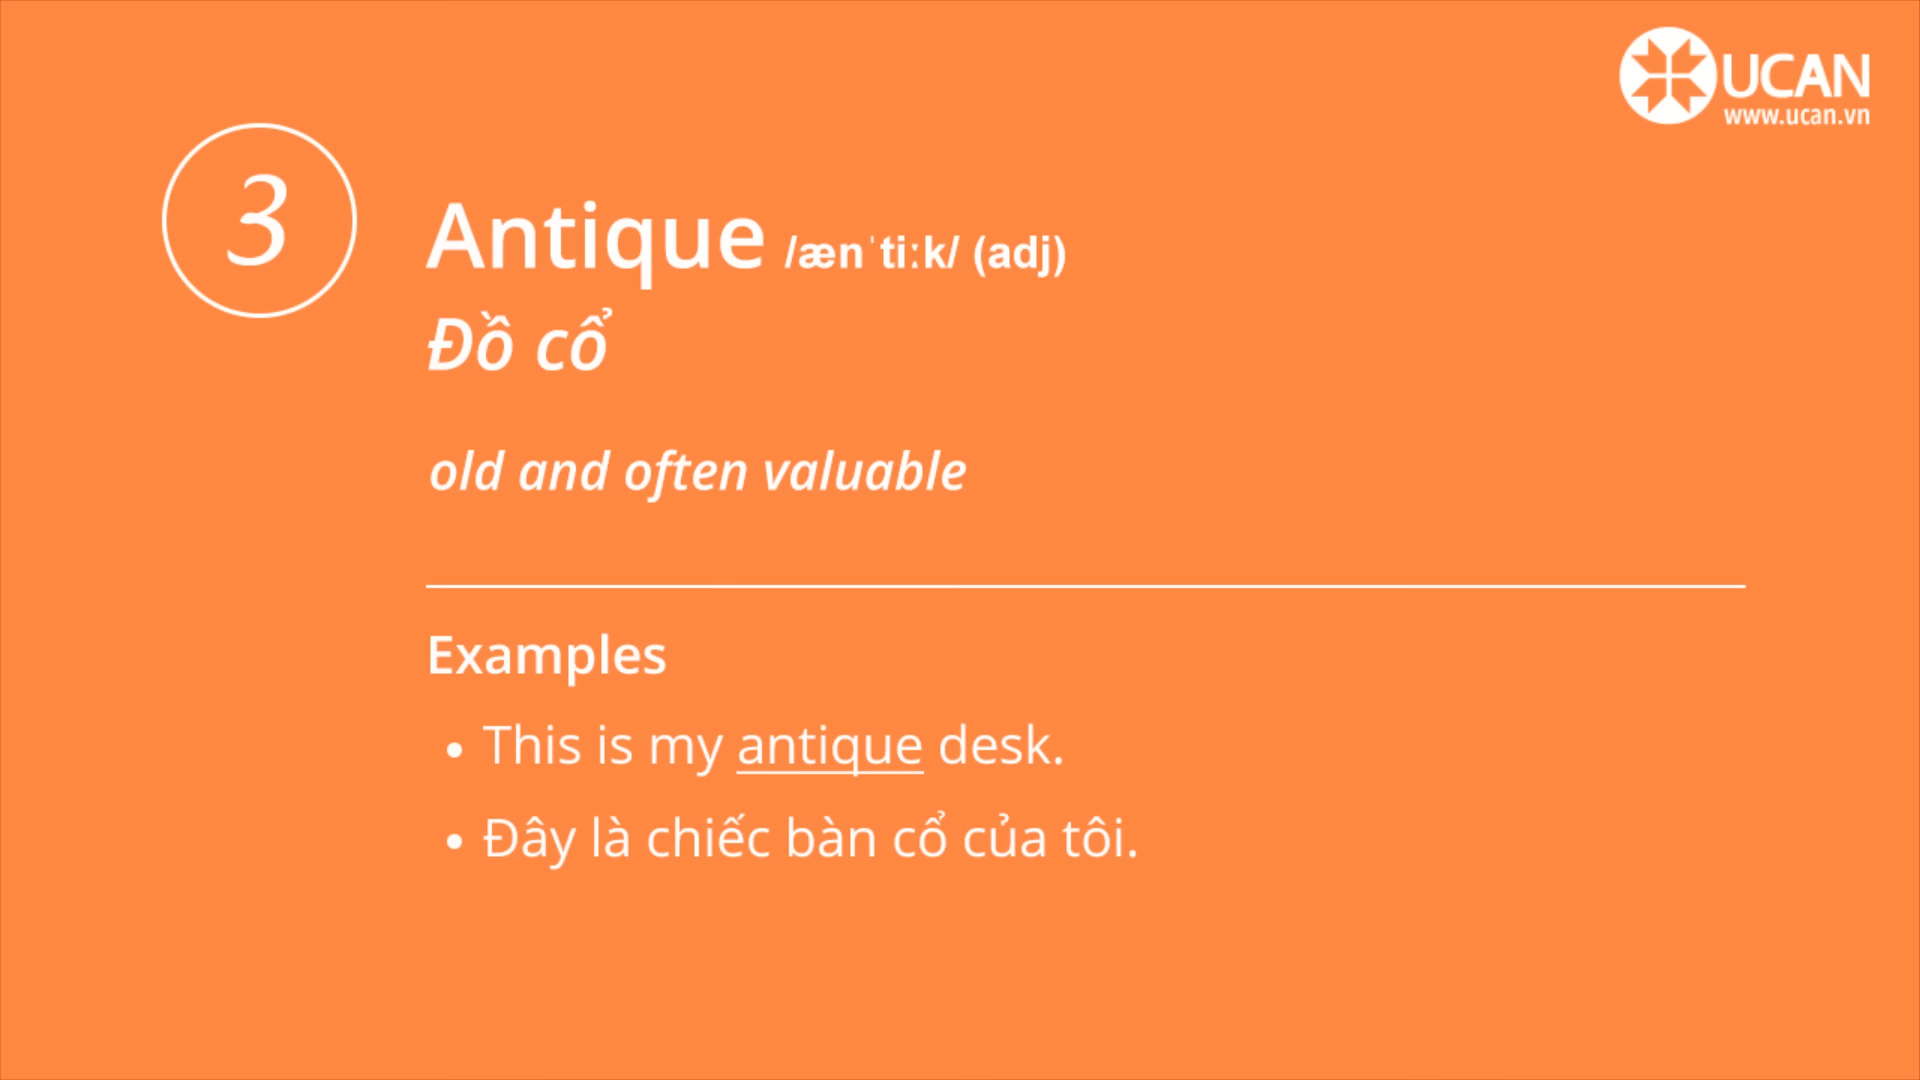 UCAN
www.ucan.vn
3
Antique /ænˈtiːk/ (adj)
Đồ cổ
old and often valuable
Examples
• This is my antique desk.
• Đây là chiếc bàn cổ của tôi.